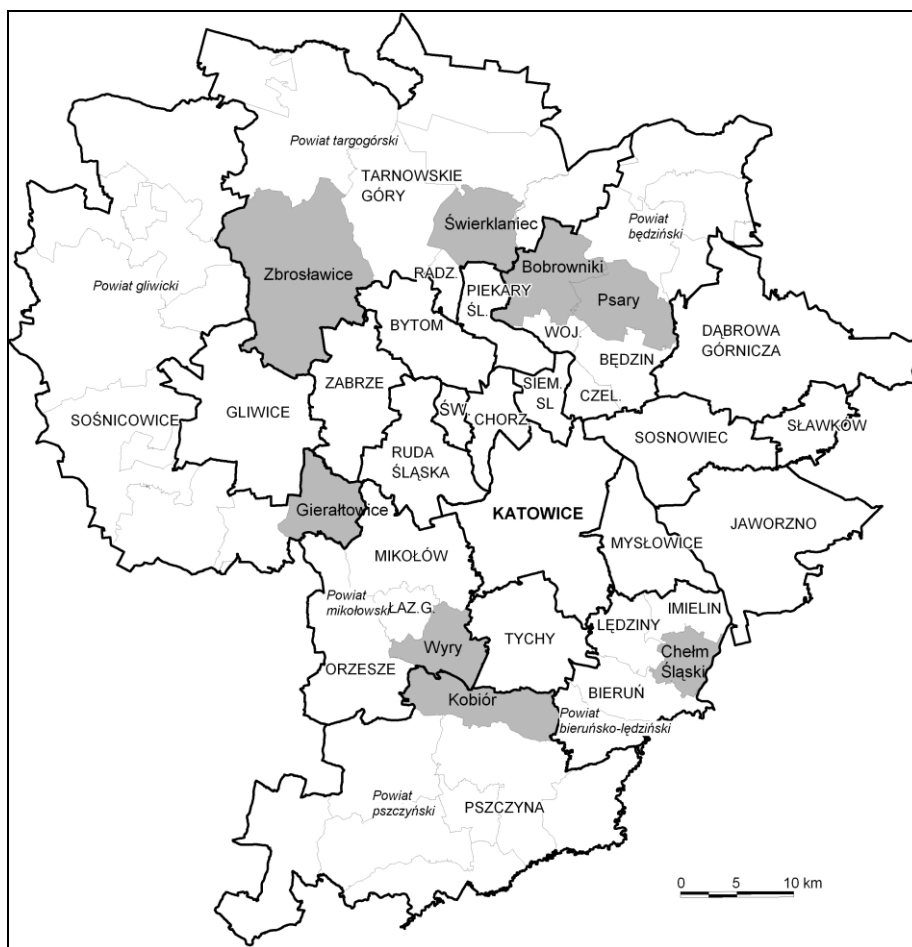 Powiat targogórski
TARNOWSKIE
GÓRY
Świerklaniec
Powiat
będziński
Zbrosławice
Powiat gliwicki
RADZ.
Bobrowniki
PIEKARY
ŚL.
Psary
BYTOM
WOJ.
DĄBROWA
GÓRNICZA
BĘDZIN
ZABRZE
SIEM.
SL
CZEL.
SOŚNICOWICE
GLIWICE
ŚW.
CHORZ
SOSNOWIEC
SŁAWKÓW
RUDA
ŚLĄSKA
Gierałtowice
KATOWICE
JAWORZNO
MYSŁOWICE
MIKOŁÓW
Powiat
mikołowski
ŁAZ.G.
IMIELIN
LĘDZINY
TYCHY
Wyry
Chełm
Śląski
ORZESZE
Kobiór
BIERUŃ
Powiat
bieruńsko-lędziński
Powiat
pszczyński
PSZCZYNA
0 5 10 km